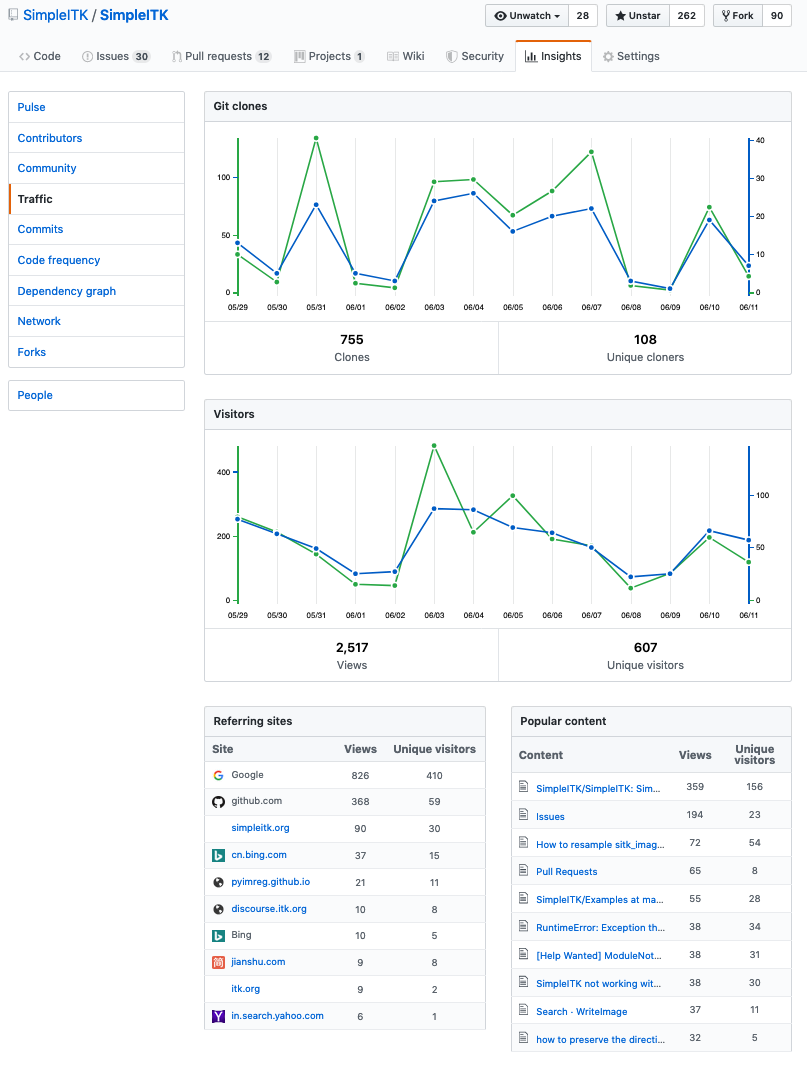 SimpleITK / SimpleITK
Unwatch 28
Unstar 262
Fork 90
Code
Issues 30
Pull requests 12
Projects 1
Wiki
Security
Insights
Settings
Pulse
Contributors
Community
Traffic
Commits
Code frequency
Dependency graph
Network
Forks
People
Git clones
100
50
0
40
30
20
10
0
05/29 05/30 05/31 06/01 06/02 06/03 06/04 06/05 06/06 06/07 06/08 06/09 06/10 06/11
755
Clones
108
Unique cloners
Visitors
400
200
0
100
50
0
05/29 05/30 05/31 06/01 06/02 06/03 06/04 06/05 06/06 06/07 06/08 06/09 06/10 06/11
2,517
Views
607
Unique visitors
Referring sites
Site Views Unique visitors
Google 826 410
github.com 368 59
simpleitk.org 90 30
cn.bing.com 37 15
pyimreg.github.io 21 11
discourse.itk.org 10 8
Bing 10 5
简 jianshu.com 9 8
itk.org 9 2
in.search.yahoo.com 6 1
Popular content
Content Views Unique visitors
SimpleITK/SimpleITK: Sim... 359 156
Issues 194 23
How to resample sitk_imag... 72 54
Pull Requests 65 8
SimpleITK/Examples at ma... 55 28
RuntimeError: Exception th... 38 34
[Help Wanted] ModuleNot... 38 31
SimpleITK not working wit... 38 30
Search · WriteImage 37 11
how to preserve the directi... 32 5